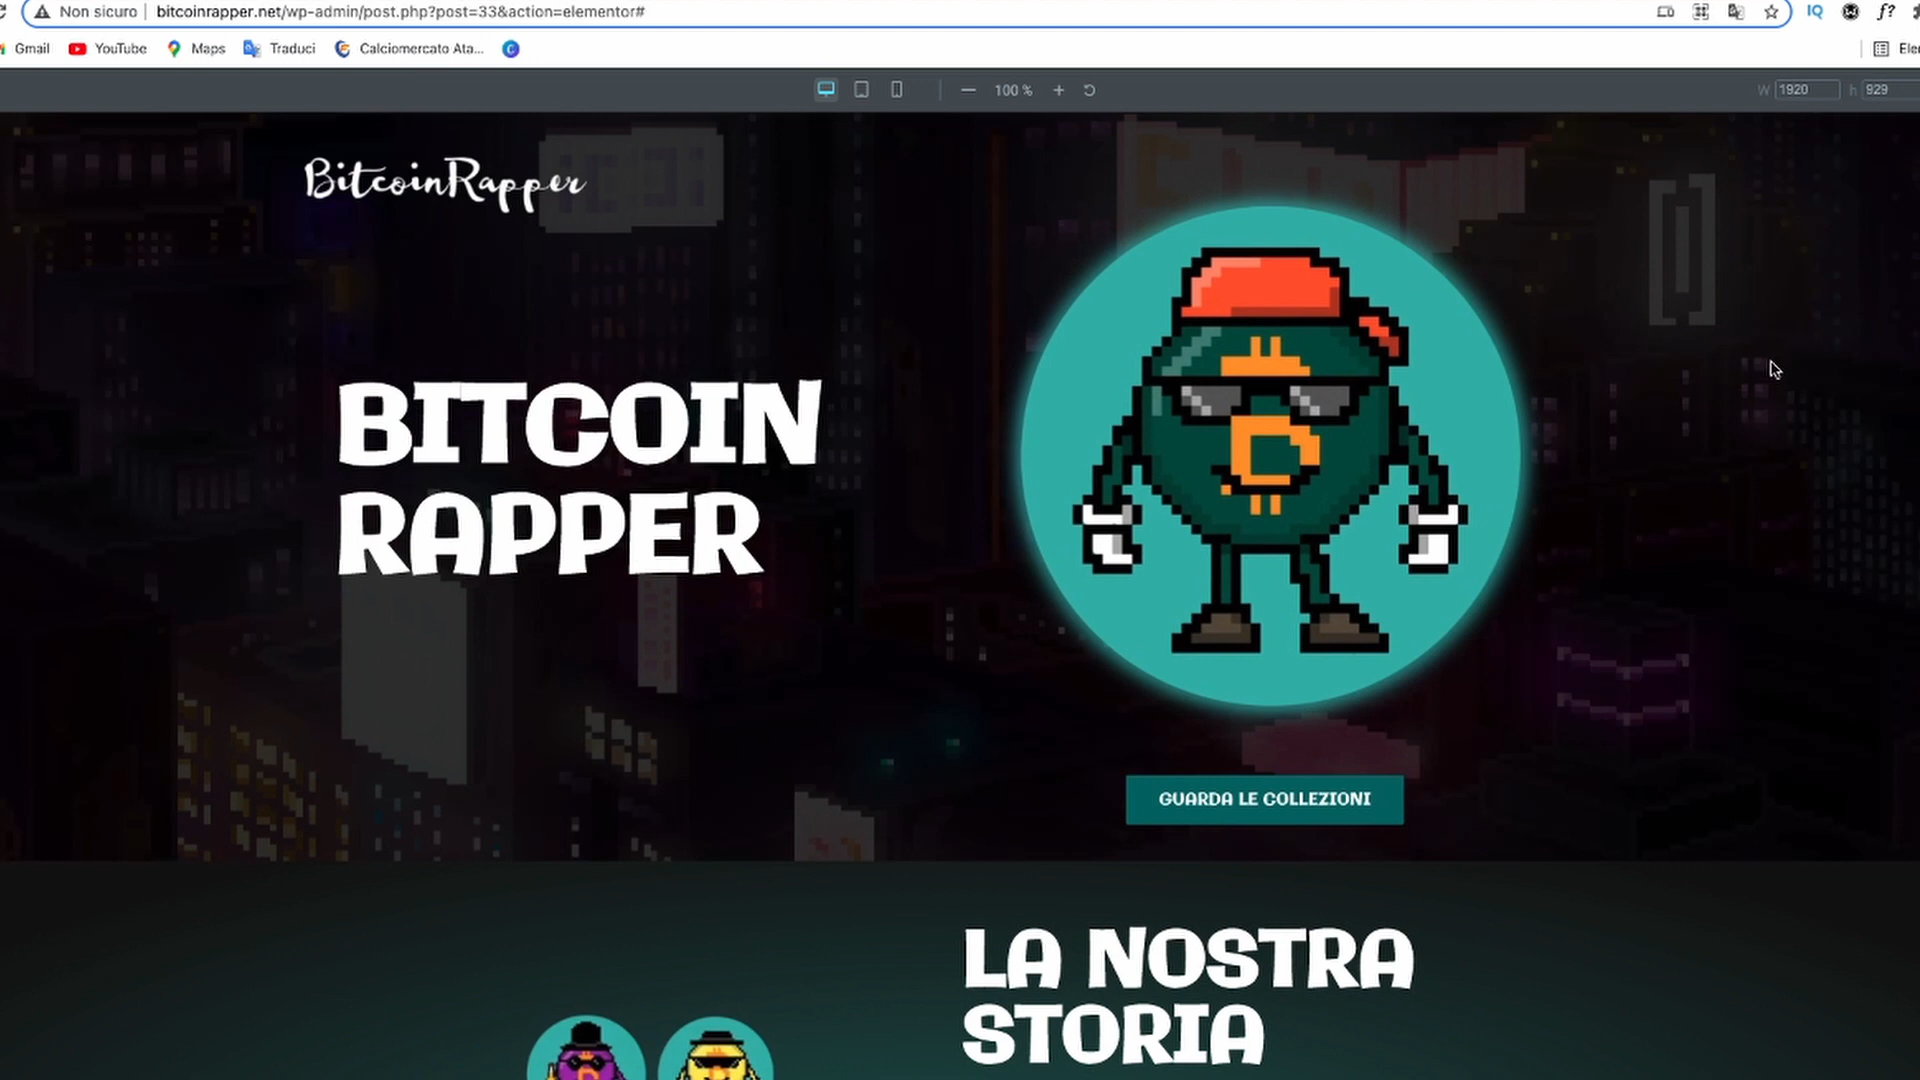 Non sicuro bitcoinrapper.net/wp-admin/post.php?post=33&action=elementor# IQ f?
Gmail YouTube Maps Traduci Calciomercato Ata... C
100 % W 1920 h 929
BitcoinRapper
BITCOIN
RAPPER
GUARDA LE COLLEZIONI
LA NOSTRA
STORIA